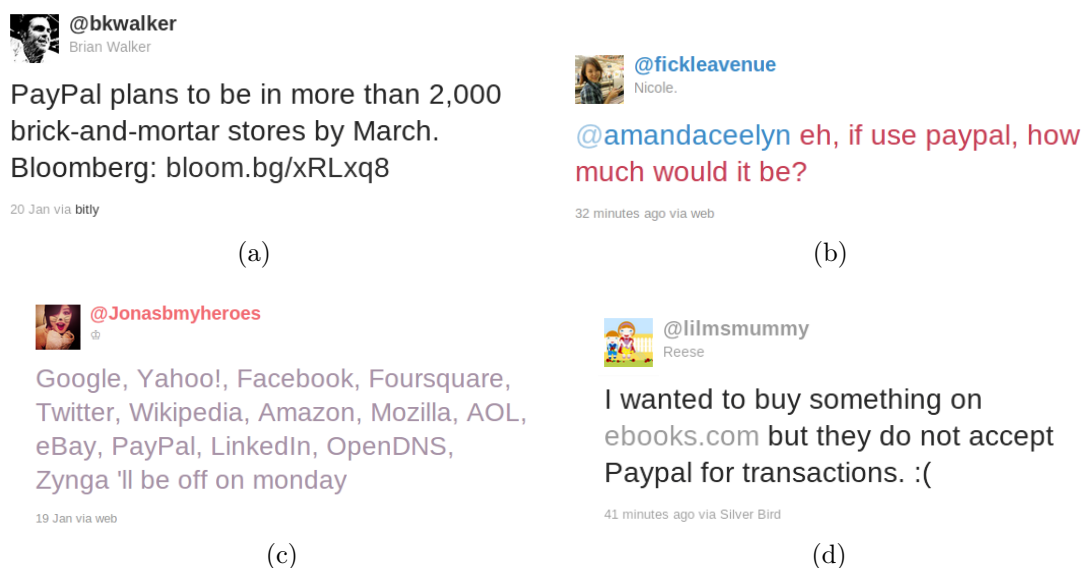 @bkwalker
Brian Walker
PayPal plans to be in more than 2,000
brick-and-mortar stores by March.
Bloomberg: bloom.bg/xRLxq8
20 Jan via bitly
(a)
@fickleavenue
Nicole.
@amandaceelyn eh, if use paypal, how
much would it be?
32 minutes ago via web
(b)
@Jonasbmyheroes
♔
Google, Yahoo!, Facebook, Foursquare,
Twitter, Wikipedia, Amazon, Mozilla, AOL,
eBay, PayPal, LinkedIn, OpenDNS,
Zynga 'll be off on monday
19 Jan via web
(c)
@lilmsmummy
Reese
I wanted to buy something on
ebooks.com but they do not accept
Paypal for transactions. :(
41 minutes ago via Silver Bird
(d)